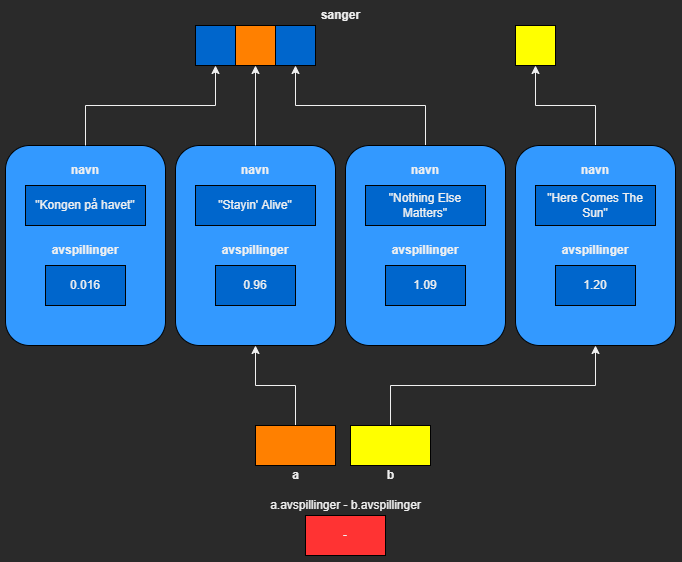 sanger
navn
"Kongen på havet"
avspillinger
0.016
navn
"Stayin' Alive"
avspillinger
0.96
navn
"Nothing Else
Matters"
avspillinger
1.09
navn
"Here Comes The
Sun"
avspillinger
1.20
a
b
a.avspillinger - b.avspillinger
-